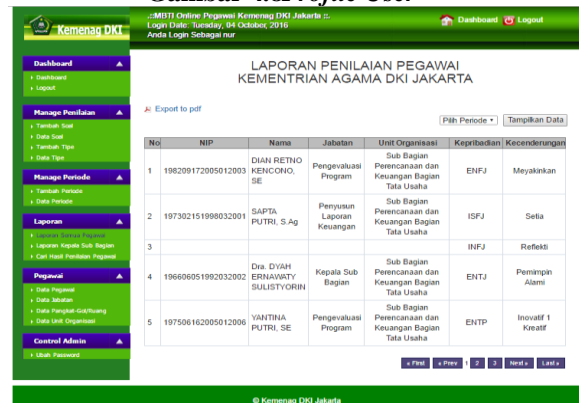 .::MBTI Online Pegawai Kemenag DKI Jakarta ::.
Login Date: Tuesday, 04 October, 2016
Anda Login Sebagai nur
Dashboard Logout
Kemenag DKI
Dashboard
Dashboard
Logout
Manage Penilaian
Tambah Soal
Data Soal
Tambah Tipe
Data Tipe
Manage Periode
Tambah Periode
Data Periode
Laporan
Laporan Semua Pegawai
Laporan Kepala Sub Bagian
Cari Hasil Penilaian Pegawai
Pegawai
Data Pegawai
Data Jabatan
Data Pangkat-Gol/Ruang
Data Unit Organisasi
Control Admin
Ubah Password
LAPORAN PENILAIAN PEGAWAI
KEMENTRIAN AGAMA DKI JAKARTA
Export to pdf
Pilih Periode Tampilkan Data
No NIP Nama Jabatan Unit Organisasi Kepribadian Kecenderungan
1 198209172005012003 DIAN RETNO KENCONO, SE Pengevaluasi Program Sub Bagian Perencanaan dan Keuangan Bagian Tata Usaha ENFJ Meyakinkan
2 197302151998032001 SAPTA PUTRI, S.Ag Penyusun Laporan Keuangan Sub Bagian Perencanaan dan Keuangan Bagian Tata Usaha ISFJ Setia
3 INFJ Reflekti
4 196606051992032002 Dra. DYAH ERNAWATY SULISTYORIN Kepala Sub Bagian Sub Bagian Perencanaan dan Keuangan Bagian Tata Usaha ENTJ Pemimpin Alami
5 197506162005012006 YANTINA PUTRI, SE Pengevaluasi Program Sub Bagian Perencanaan dan Keuangan Bagian Tata Usaha ENTP Inovatif 1 Kreatif
« First « Prev 1 2 3 Next » Last »
© Kemenag DKI Jakarta